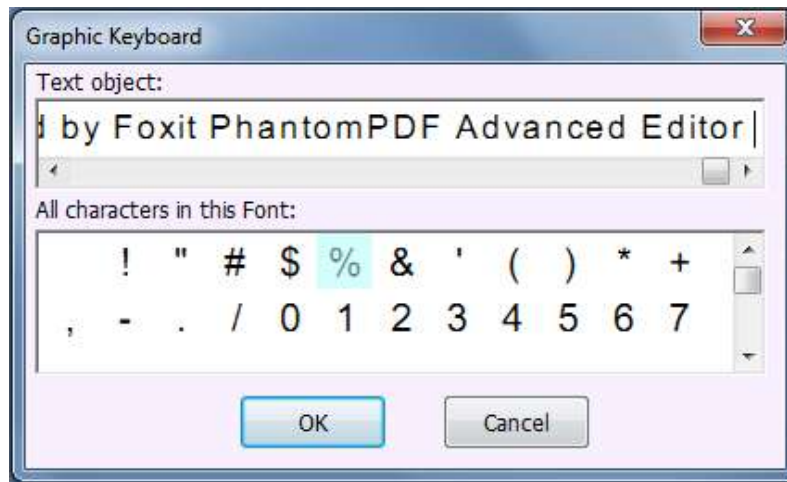 Graphic Keyboard
Text object:
by Foxit PhantomPDF Advanced Editor
All characters in this Font:
! " # $ % & ' ( ) * +
, - . / 0 1 2 3 4 5 6 7
OK Cancel